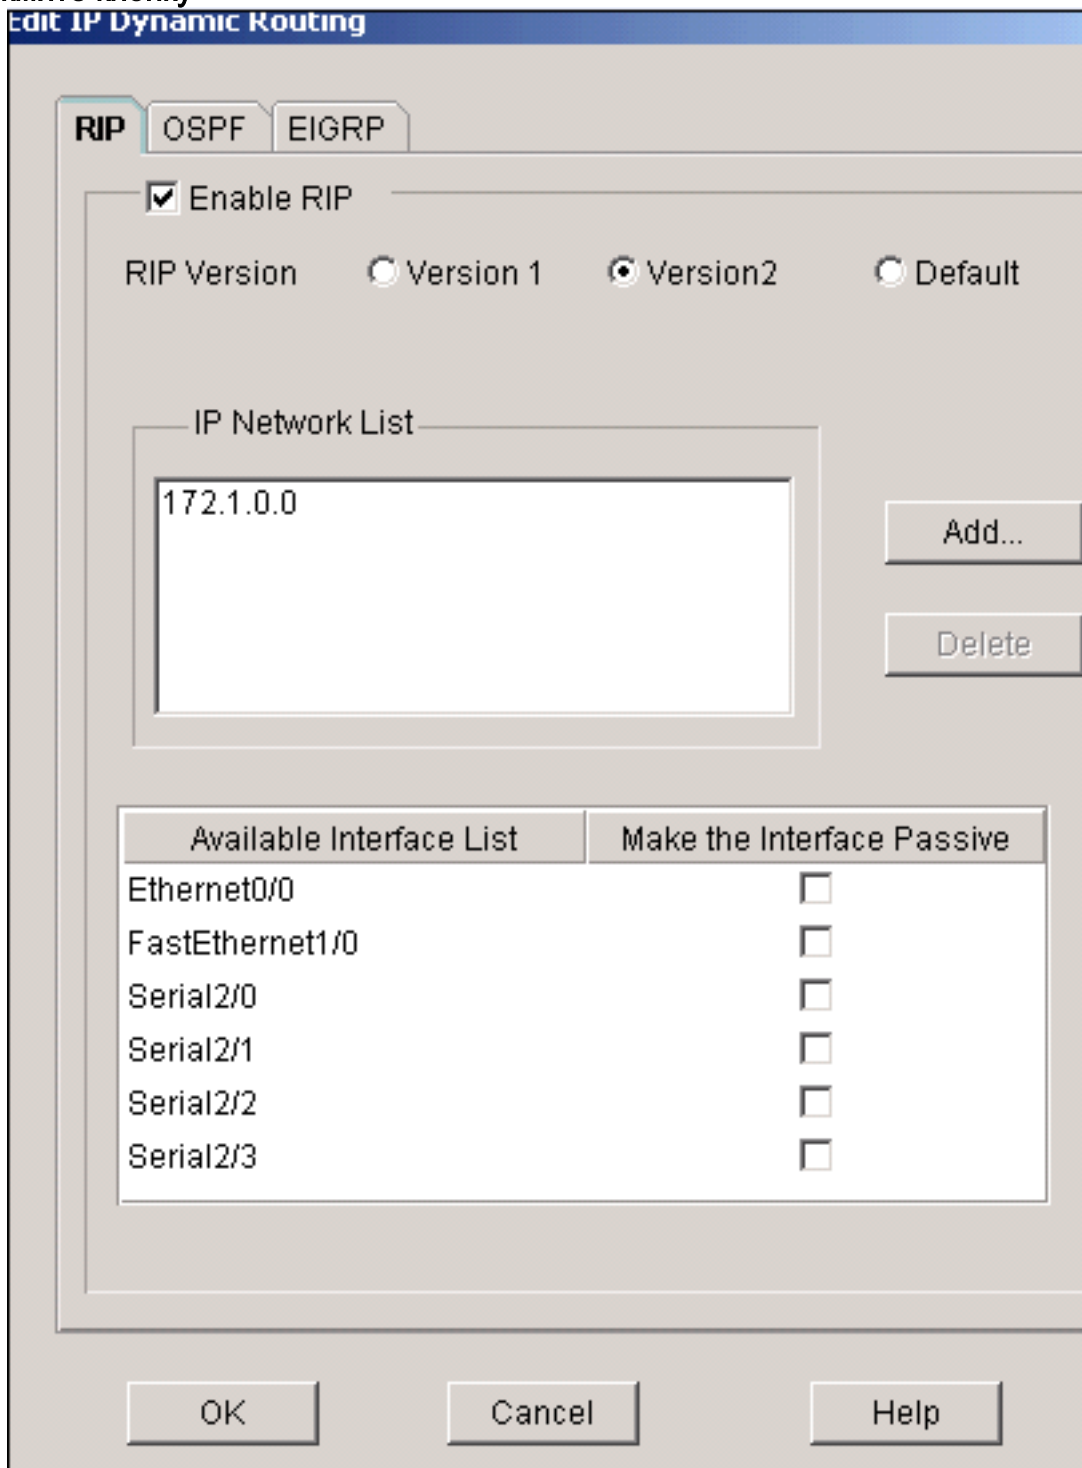 Edit IP Dynamic Routing
RIP OSPF EIGRP
Enable RIP
RIP Version Version 1 Version2 Default
IP Network List
172.1.0.0
Add...
Delete
Available Interface List Make the Interface Passive
Ethernet0/0
FastEthernet1/0
Serial2/0
Serial2/1
Serial2/2
Serial2/3
OK Cancel Help